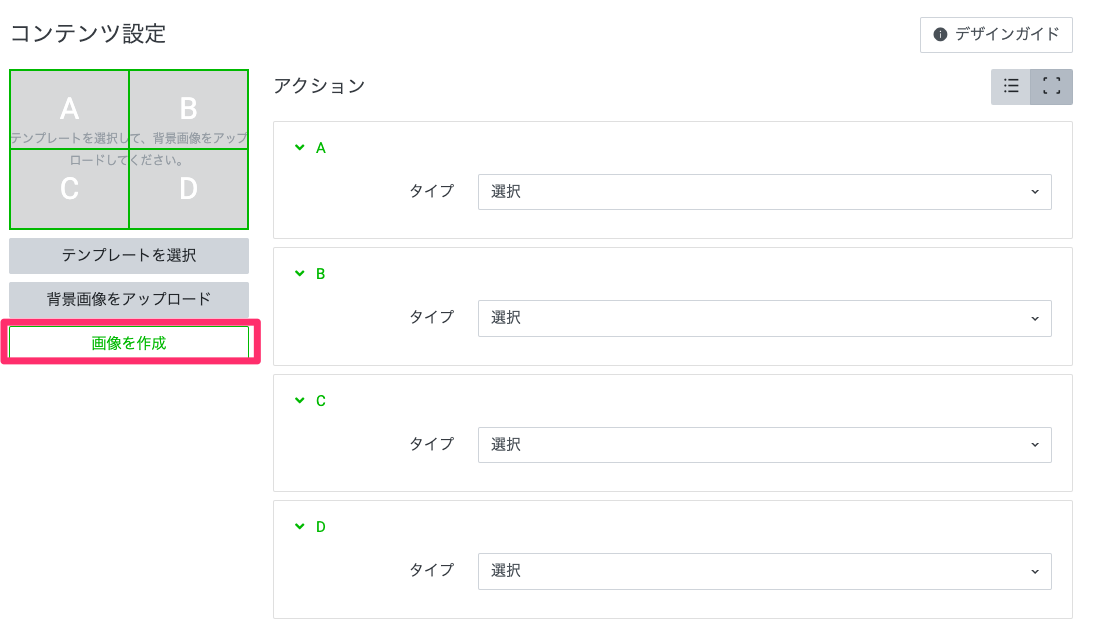 コンテンツ設定
デザインガイド
A B
テンプレートを選択して、背景画像をアップ
ロードしてください。
C D
テンプレートを選択
背景画像をアップロード
画像を作成
アクション
A
タイプ 選択
B
タイプ 選択
C
タイプ 選択
D
タイプ 選択